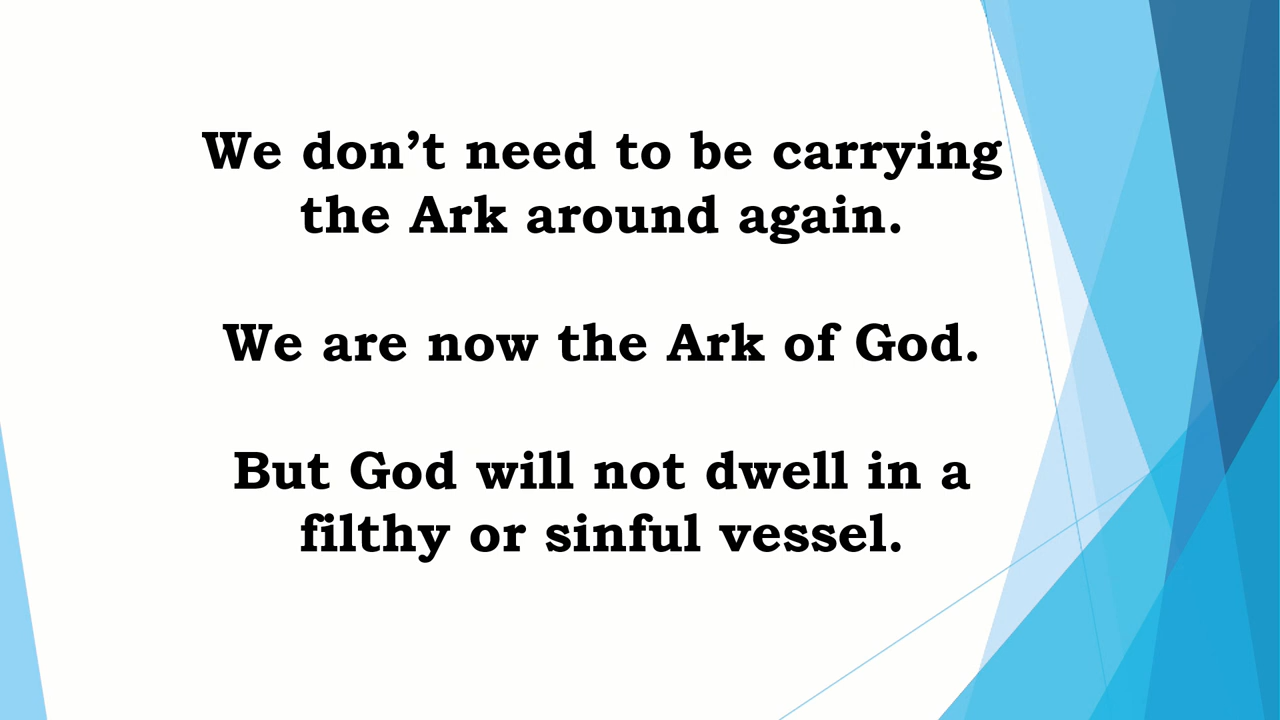 We don’t need to be carrying
the Ark around again.
We are now the Ark of God.
But God will not dwell in a
filthy or sinful vessel.